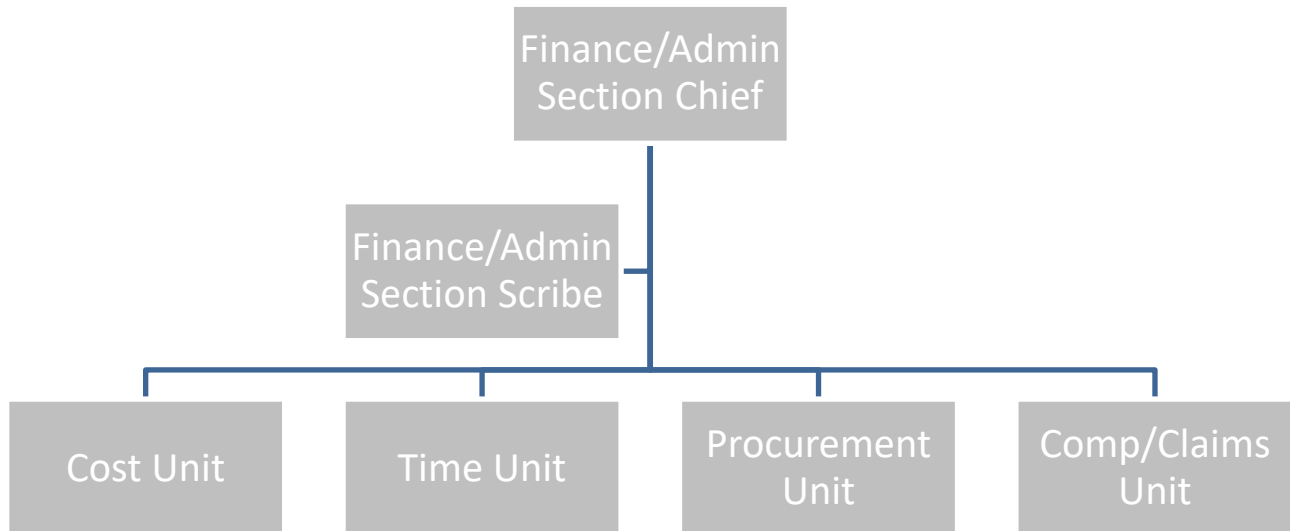 Finance/Admin
Section Chief
Finance/Admin
Section Scribe
Cost Unit
Time Unit
Procurement
Unit
Comp/Claims
Unit